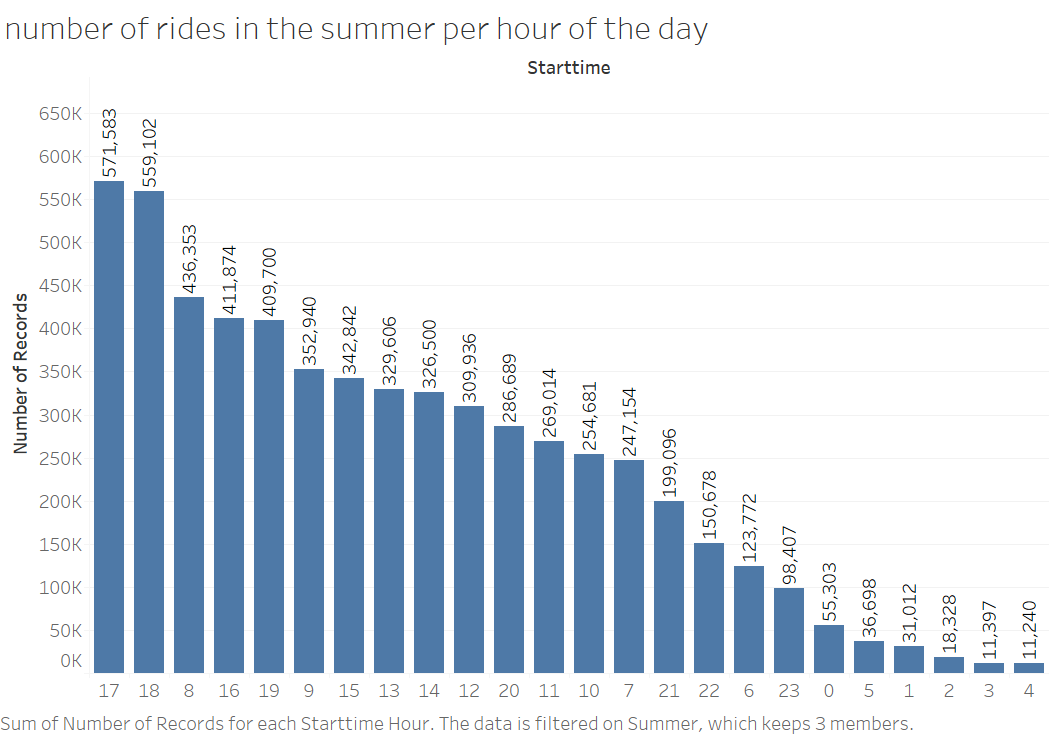 number of rides in the summer per hour of the day
Starttime
Number of Records
650K
600K
550K
500K
450K
400K
350K
300K
250K
200K
150K
100K
50K
0K
571,583
559,102
436,353
411,874
409,700
352,940
342,842
329,606
326,500
309,936
286,689
269,014
254,681
247,154
199,096
150,678
123,772
98,407
55,303
36,698
31,012
18,328
11,397
11,240
17 18 8 16 19 9 15 13 14 12 20 11 10 7 21 22 6 23 0 5 1 2 3 4
Sum of Number of Records for each Starttime Hour. The data is filtered on Summer, which keeps 3 members.